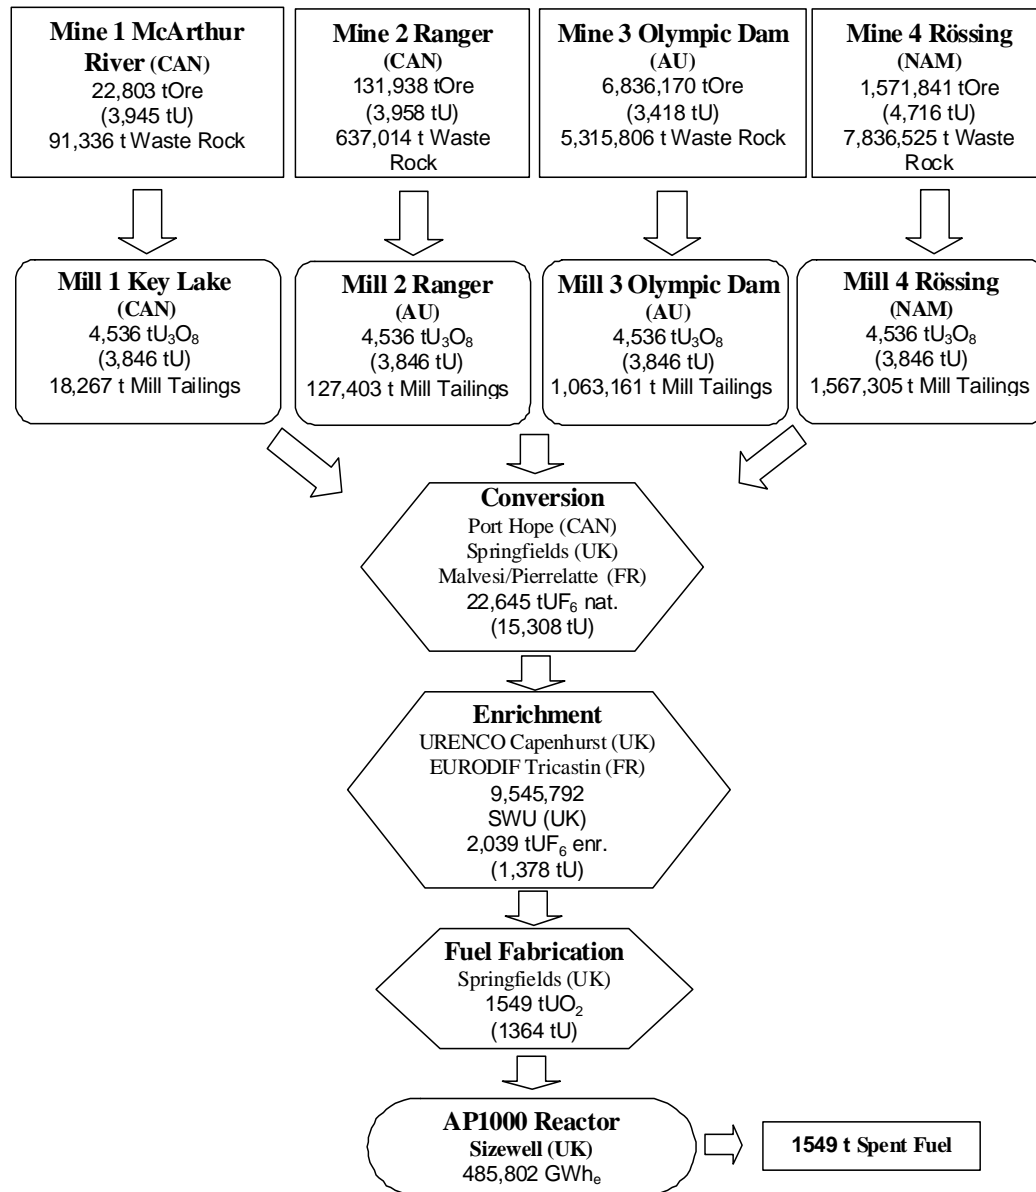 Mine 1 McArthur
River (CAN)
22,803 tOre
(3,945 tU)
91,336 t Waste Rock
Mine 2 Ranger
(CAN)
131,938 tOre
(3,958 tU)
637,014 t Waste
Rock
Mine 3 Olympic Dam
(AU)
6,836,170 tOre
(3,418 tU)
5,315,806 t Waste Rock
Mine 4 Rössing
(NAM)
1,571,841 tOre
(4,716 tU)
7,836,525 t Waste
Rock
Mill 1 Key Lake
(CAN)
4,536 tU₃O₈
(3,846 tU)
18,267 t Mill Tailings
Mill 2 Ranger
(AU)
4,536 tU₃O₈
(3,846 tU)
127,403 t Mill Tailings
Mill 3 Olympic Dam
(AU)
4,536 tU₃O₈
(3,846 tU)
1,063,161 t Mill Tailings
Mill 4 Rössing
(NAM)
4,536 tU₃O₈
(3,846 tU)
1,567,305 t Mill Tailings
Conversion
Port Hope (CAN)
Springfields (UK)
Malvesi/Pierrelatte (FR)
22,645 tUF₆ nat.
(15,308 tU)
Enrichment
URENCO Capenhurst (UK)
EURODIF Tricastin (FR)
9,545,792
SWU (UK)
2,039 tUF₆ enr.
(1,378 tU)
Fuel Fabrication
Springfields (UK)
1549 tUO₂
(1364 tU)
AP1000 Reactor
Sizewell (UK)
485,802 GWhₑ
1549 t Spent Fuel